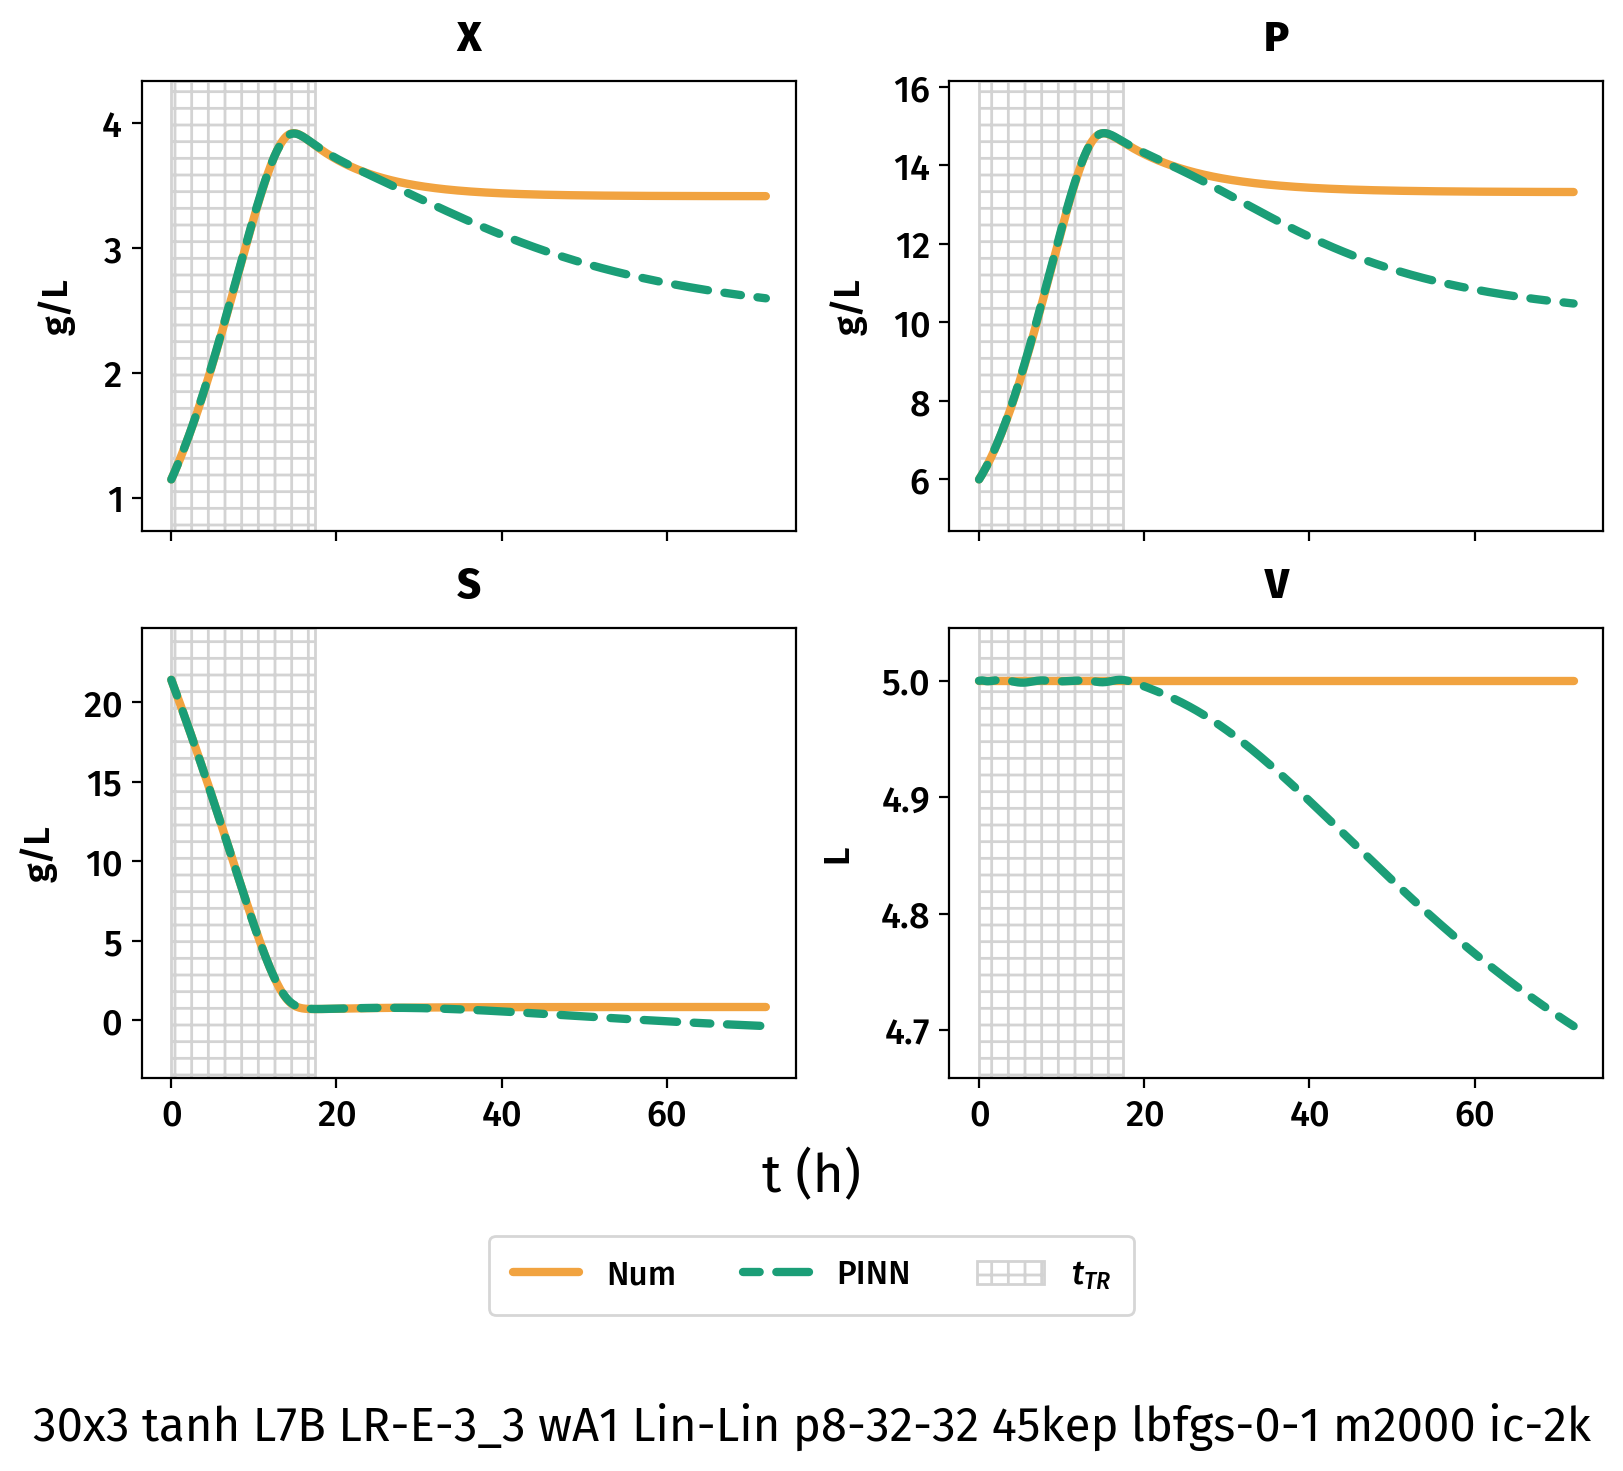 X
P
4
3
2
1
g/L
16
14
12
10
8
6
g/L
S
V
20
15
10
5
0
g/L
5.0
4.9
4.8
4.7
L
0 20 40 60
0 20 40 60
t (h)
Num PINN tTR
30x3 tanh L7B LR-E-3_3 wA1 Lin-Lin p8-32-32 45kep lbfgs-0-1 m2000 ic-2k